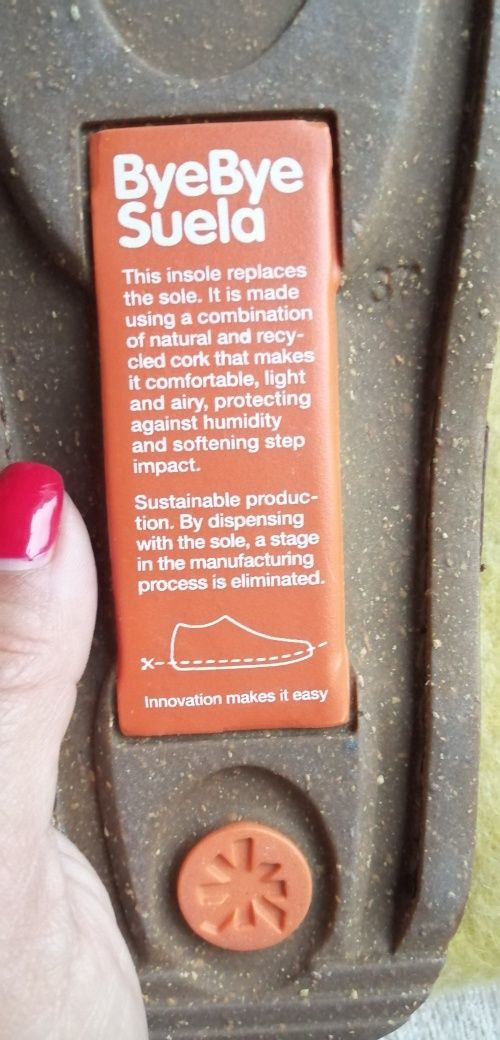 ByeBye
Suela
This insole replaces
the sole. It is made
using a combination
of natural and recy-
cled cork that makes
it comfortable, light
and airy, protecting
against humidity
and softening step
impact.
Sustainable produc-
tion. By dispensing
with the sole, a stage
in the manufacturing
process is eliminated.
x
Innovation makes it easy
37